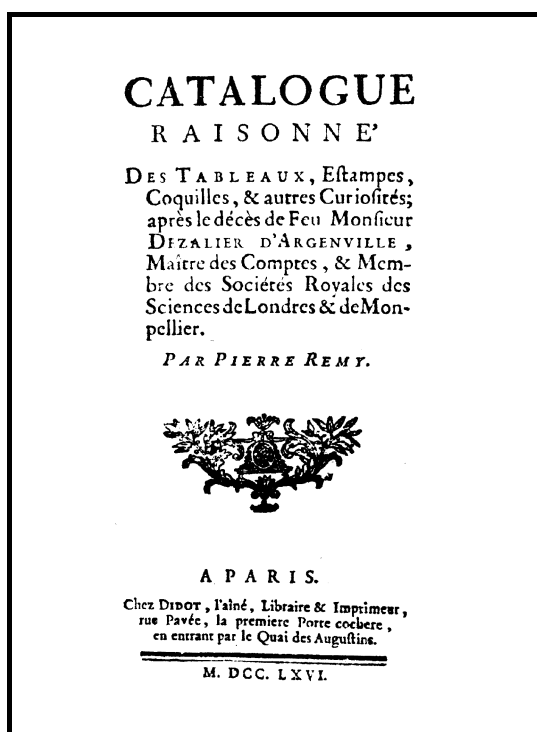 CATALOGUE
RAISONNE'
DES TABLEAUX, Eſtampes,
Coquilles, & autres Curioſités;
après le décès de Feu Monſieur
DEZALIER D'ARGENVILLE,
Maître des Comptes, & Mem-
bre des Sociétés Royales des
Sciences de Londres & de Mon-
pellier.
PAR PIERRE REMY.
A PARIS.
Chez DIDOT, l'aîné, Libraire & Imprimeur,
rue Pavée, la premiere Porte cochere,
en entrant par le Quai des Auguſtins.
M. DCC. LXVI.